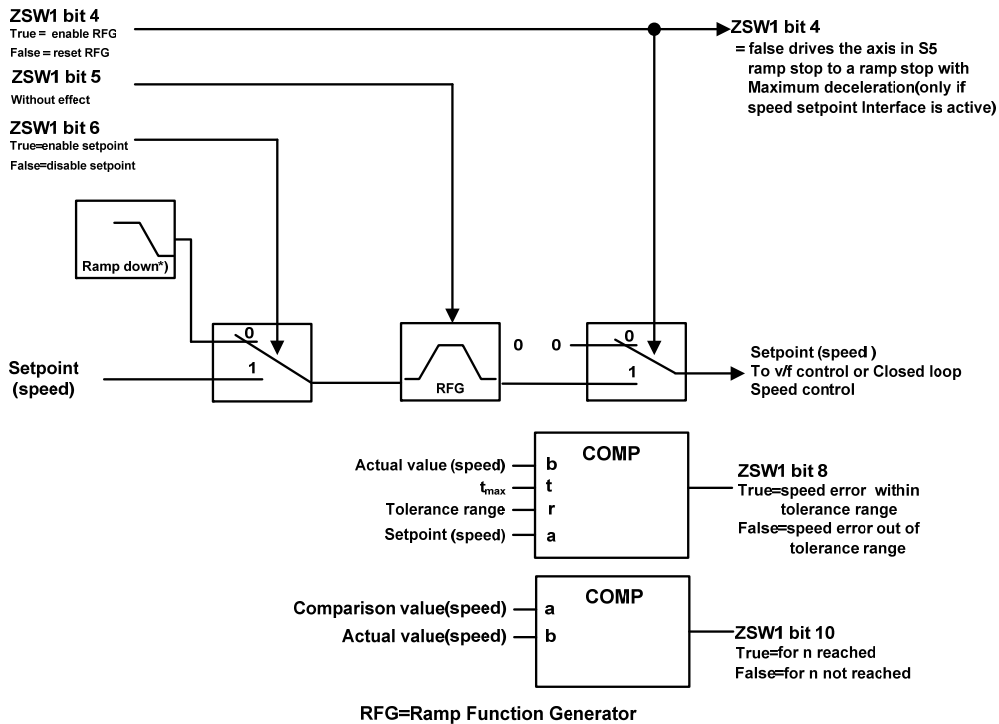 ZSW1 bit 4
True = enable RFG
False = reset RFG
ZSW1 bit 5
Without effect
ZSW1 bit 6
True=enable setpoint
False=disable setpoint
ZSW1 bit 4
= false drives the axis in S5
ramp stop to a ramp stop with
Maximum deceleration(only if
speed setpoint Interface is active)
Ramp down*)
Setpoint
(speed)
0
1
RFG
0 0
0
1
Setpoint (speed )
To v/f control or Closed loop
Speed control
COMP
Actual value (speed) b
tmax t
Tolerance range r
Setpoint (speed) a
ZSW1 bit 8
True=speed error within
tolerance range
False=speed error out of
tolerance range
COMP
Comparison value(speed) a
Actual value(speed) b
ZSW1 bit 10
True=for n reached
False=for n not reached
RFG=Ramp Function Generator